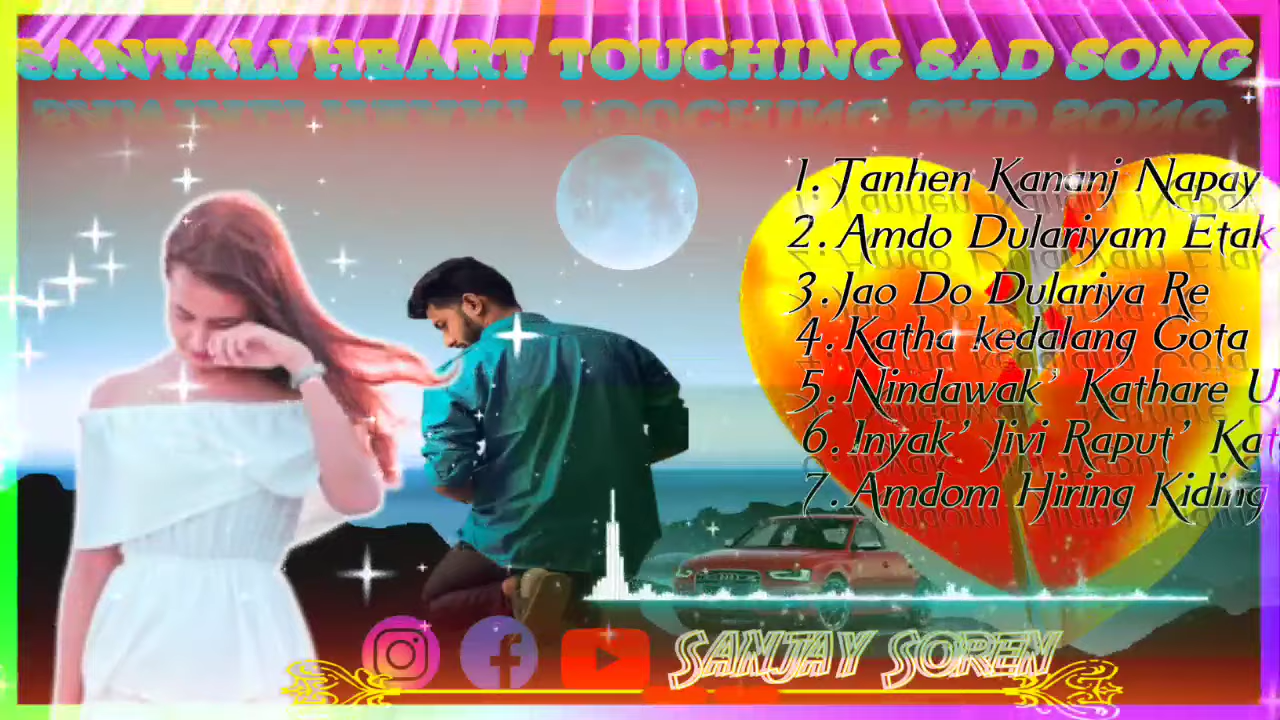 SANTALI HEART TOUCHING SAD SONG
1. Tanhen Kananj Napay
2. Amdo Dulariyam Etak
3. Jao Do Dulariya Re
4. Katha kedalang Gota
5. Nindawak' Kathare
6. Inyak' Jivi Raput'
7. Amdom Hiring Kiding
SANJAY SOREN